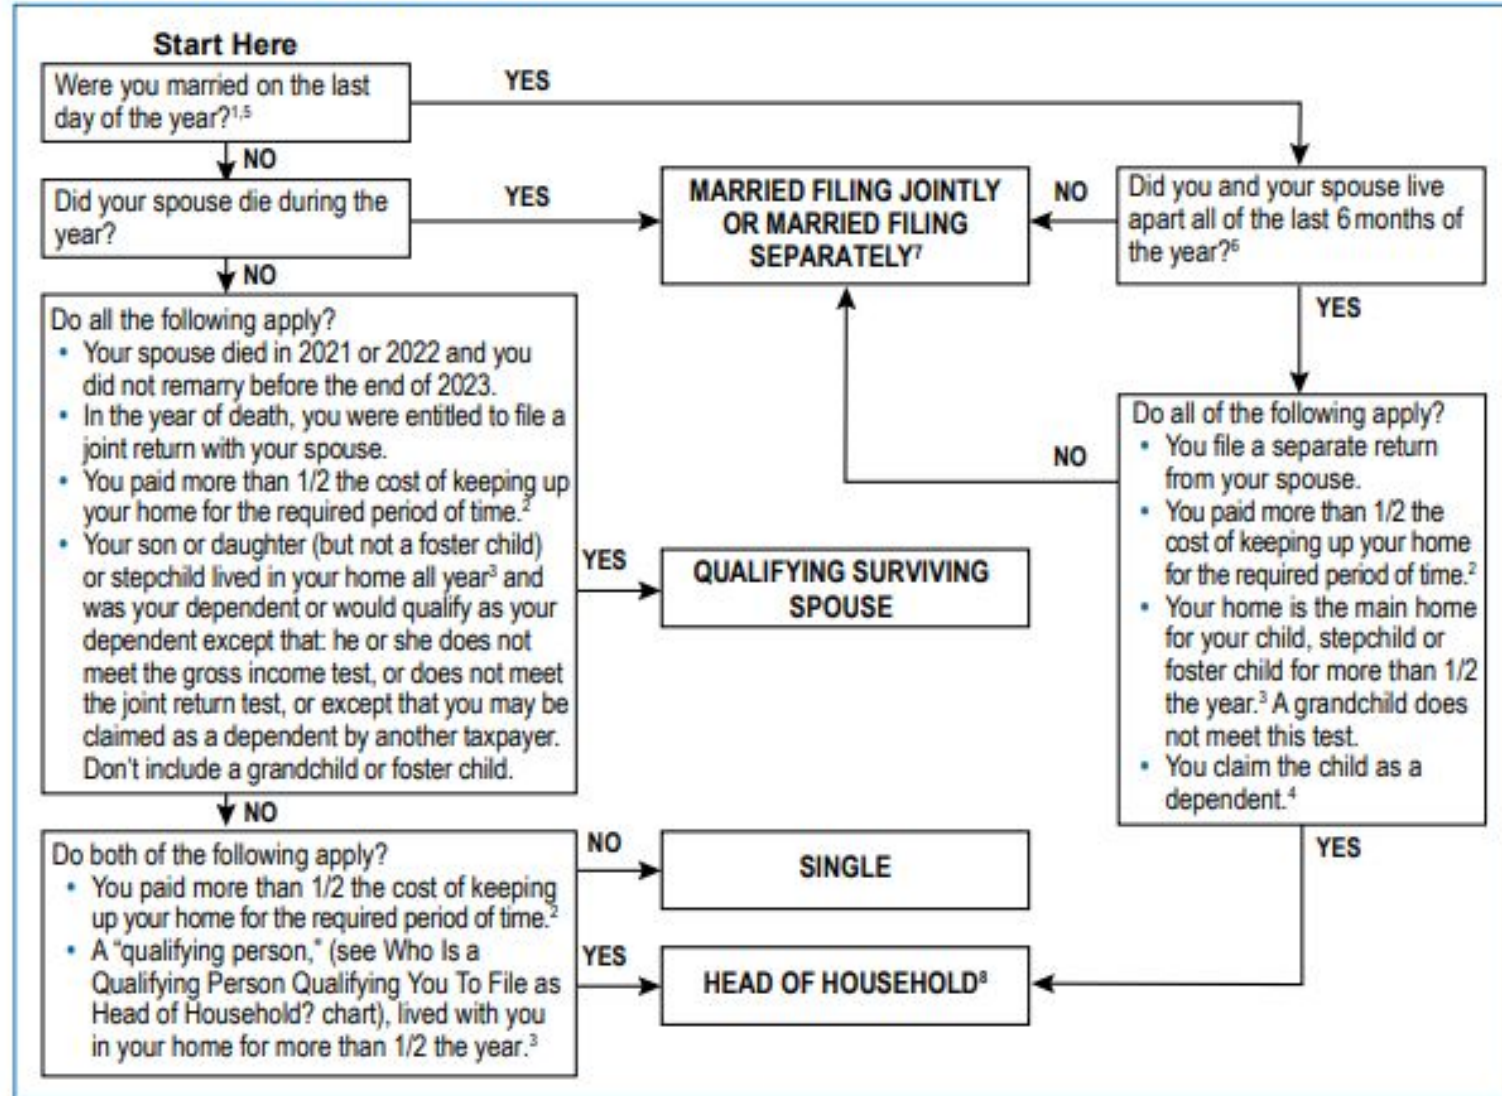 Start Here
Were you married on the last
day of the year?¹,⁵
YES
NO
Did your spouse die during the
year?
YES
MARRIED FILING JOINTLY
OR MARRIED FILING
SEPARATELY⁷
NO
Did you and your spouse live
apart all of the last 6 months of
the year?⁶
NO
YES
Do all the following apply?
• Your spouse died in 2021 or 2022 and you
did not remarry before the end of 2023.
• In the year of death, you were entitled to file a
joint return with your spouse.
• You paid more than 1/2 the cost of keeping up
your home for the required period of time.²
• Your son or daughter (but not a foster child)
or stepchild lived in your home all year³ and
was your dependent or would qualify as your
dependent except that: he or she does not
meet the gross income test, or does not meet
the joint return test, or except that you may be
claimed as a dependent by another taxpayer.
Don't include a grandchild or foster child.
YES
QUALIFYING SURVIVING
SPOUSE
NO
Do all of the following apply?
• You file a separate return
from your spouse.
• You paid more than 1/2 the
cost of keeping up your home
for the required period of time.²
• Your home is the main home
for your child, stepchild or
foster child for more than 1/2
the year.³ A grandchild does
not meet this test.
• You claim the child as a
dependent.⁴
NO
YES
Do both of the following apply?
• You paid more than 1/2 the cost of keeping
up your home for the required period of time.²
• A “qualifying person,” (see Who Is a
Qualifying Person Qualifying You To File as
Head of Household? chart), lived with you
in your home for more than 1/2 the year.³
NO
SINGLE
YES
HEAD OF HOUSEHOLD⁸